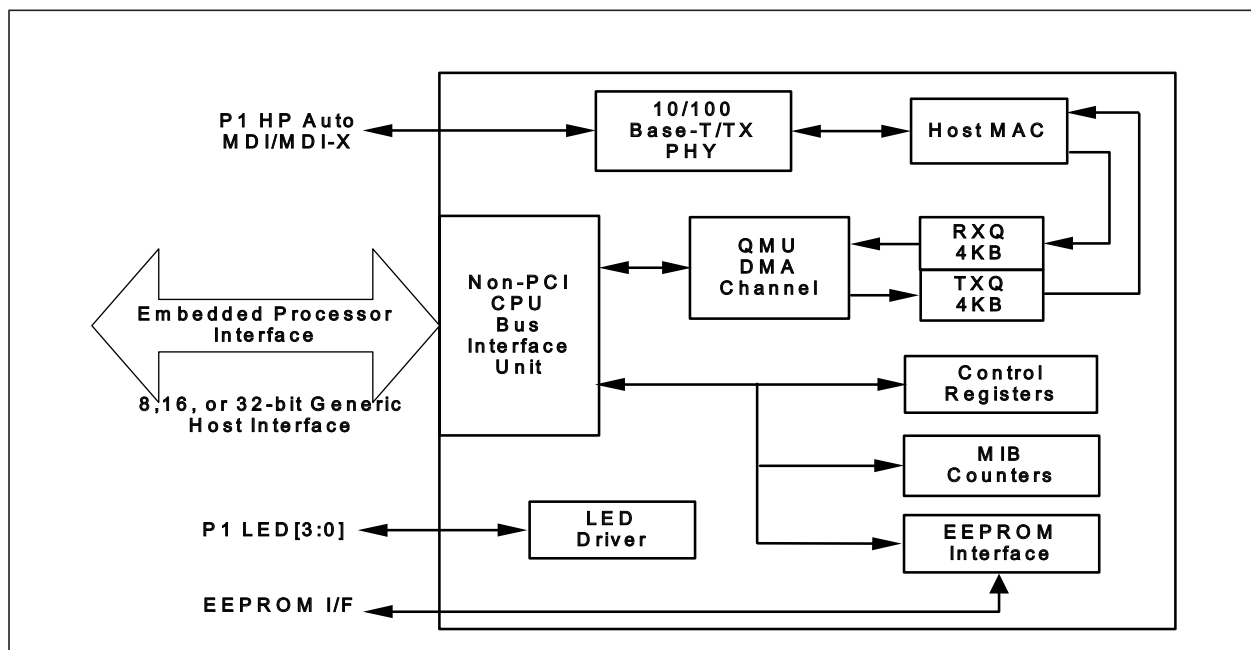 P1 HP Auto
MDI/MDI-X
10/100
Base-T/TX
PHY
Host MAC
Non-PCI
CPU
Bus
Interface
Unit
QMU
DMA
Channel
RXQ
4KB
TXQ
4KB
Embedded Processor
Interface
8,16, or 32-bit Generic
Host Interface
Control
Registers
MIB
Counters
P1 LED[3:0]
LED
Driver
EEPROM
Interface
EEPROM I/F